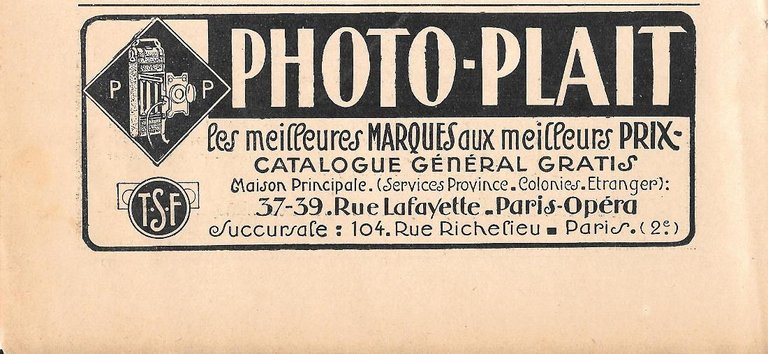 PHOTO-PLAIT
P P
les meilleures MARQUES aux meilleurs PRIX-
CATALOGUE GÉNÉRAL GRATIS
Maison Principale. (Services Province. Colonies. Etranger):
T.S.F
37-39. Rue Lafayette. Paris-Opéra
Succursale : 104. Rue Richelieu ■ Paris. (2e)